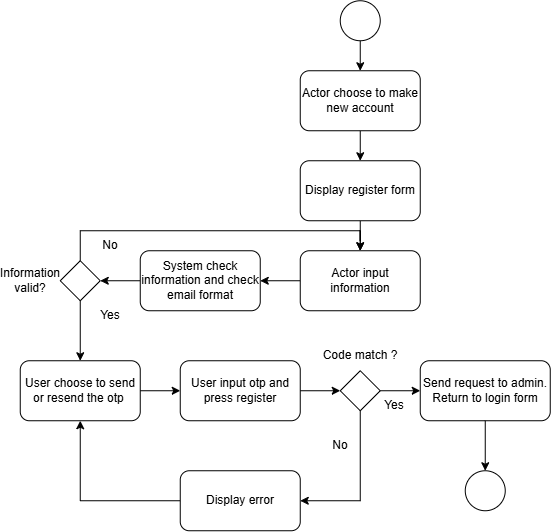 Actor choose to make
new account
Display register form
No
Information
valid?
System check
information and check
email format
Actor input
information
Yes
Code match ?
User choose to send
or resend the otp
User input otp and
press register
Yes
Send request to admin.
Return to login form
No
Display error